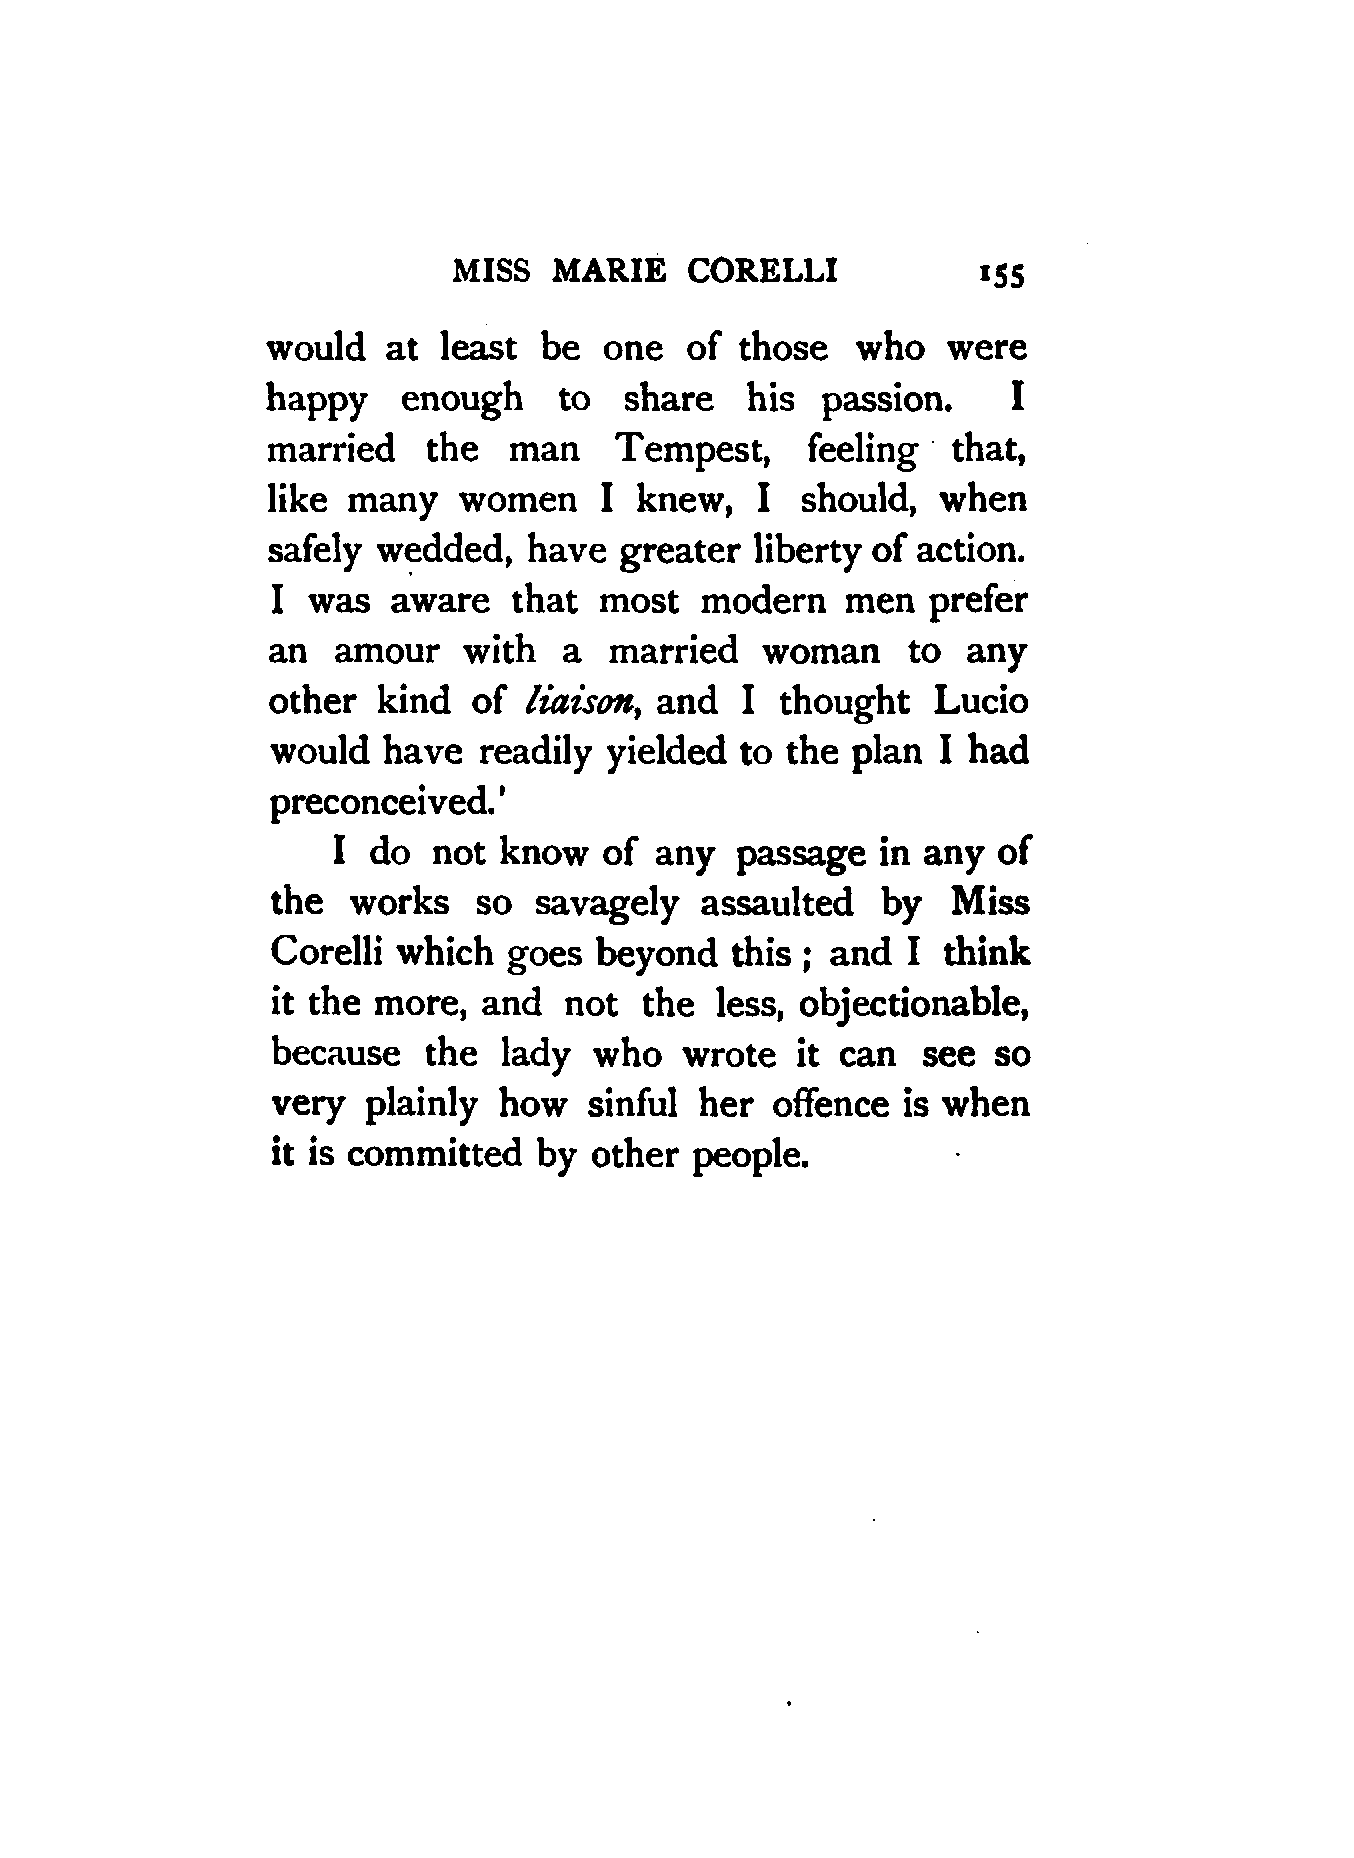 MISS MARIE CORELLI 155
would at least be one of those who were
happy enough to share his passion. I
married the man Tempest, feeling that,
like many women I knew, I should, when
safely wedded, have greater liberty of action.
I was aware that most modern men prefer
an amour with a married woman to any
other kind of liaison, and I thought Lucio
would have readily yielded to the plan I had
preconceived.'
I do not know of any passage in any of
the works so savagely assaulted by Miss
Corelli which goes beyond this ; and I think
it the more, and not the less, objectionable,
because the lady who wrote it can see so
very plainly how sinful her offence is when
it is committed by other people.